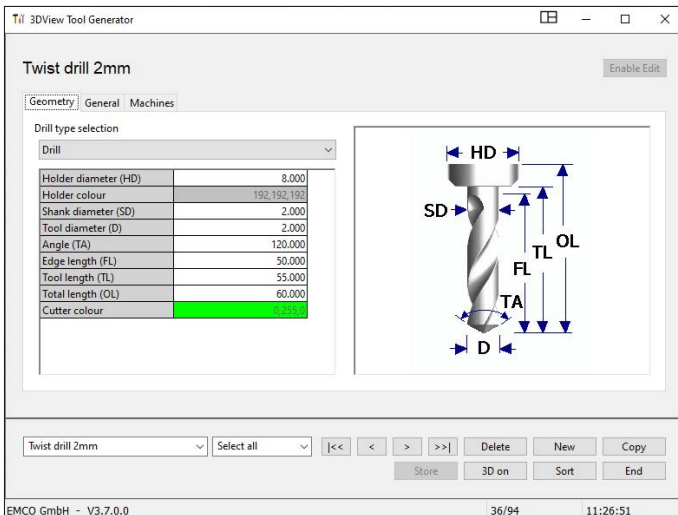 3DView Tool Generator
Twist drill 2mm
Enable Edit
Geometry General Machines
Drill type selection
Drill
Holder diameter (HD) 8.000
Holder colour 192,192,192
Shank diameter (SD) 2.000
Tool diameter (D) 2.000
Angle (TA) 120.000
Edge length (FL) 50.000
Tool length (TL) 55.000
Total length (OL) 60.000
Cutter colour 0,255,0
HD
SD
OL
TL
FL
TA
D
Twist drill 2mm Select all |<< < > >>| Delete New Copy
Store 3D on Sort End
EMCO GmbH - V3.7.0.0 36/94 11:26:51